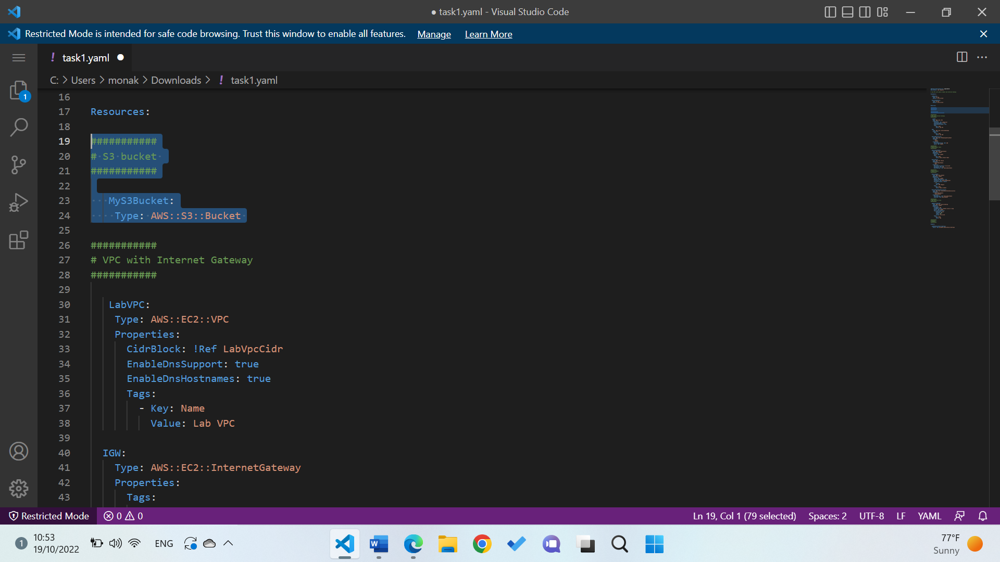 ● task1.yaml - Visual Studio Code
Restricted Mode is intended for safe code browsing. Trust this window to enable all features. Manage Learn More
! task1.yaml ●
C: > Users > monak > Downloads > ! task1.yaml
16
17 Resources:
18
19 ###########
20 # S3 bucket
21 ###########
22
23 MyS3Bucket:
24 Type: AWS::S3::Bucket
25
26 ###########
27 # VPC with Internet Gateway
28 ###########
29
30 LabVPC:
31 Type: AWS::EC2::VPC
32 Properties:
33 CidrBlock: !Ref LabVpcCidr
34 EnableDnsSupport: true
35 EnableDnsHostnames: true
36 Tags:
37 - Key: Name
38 Value: Lab VPC
39
40 IGW:
41 Type: AWS::EC2::InternetGateway
42 Properties:
43 Tags:
1
Restricted Mode 0 0 Ln 19, Col 1 (79 selected) Spaces: 2 UTF-8 LF YAML
1 10:53 ENG W 77°F
19/10/2022 Sunny